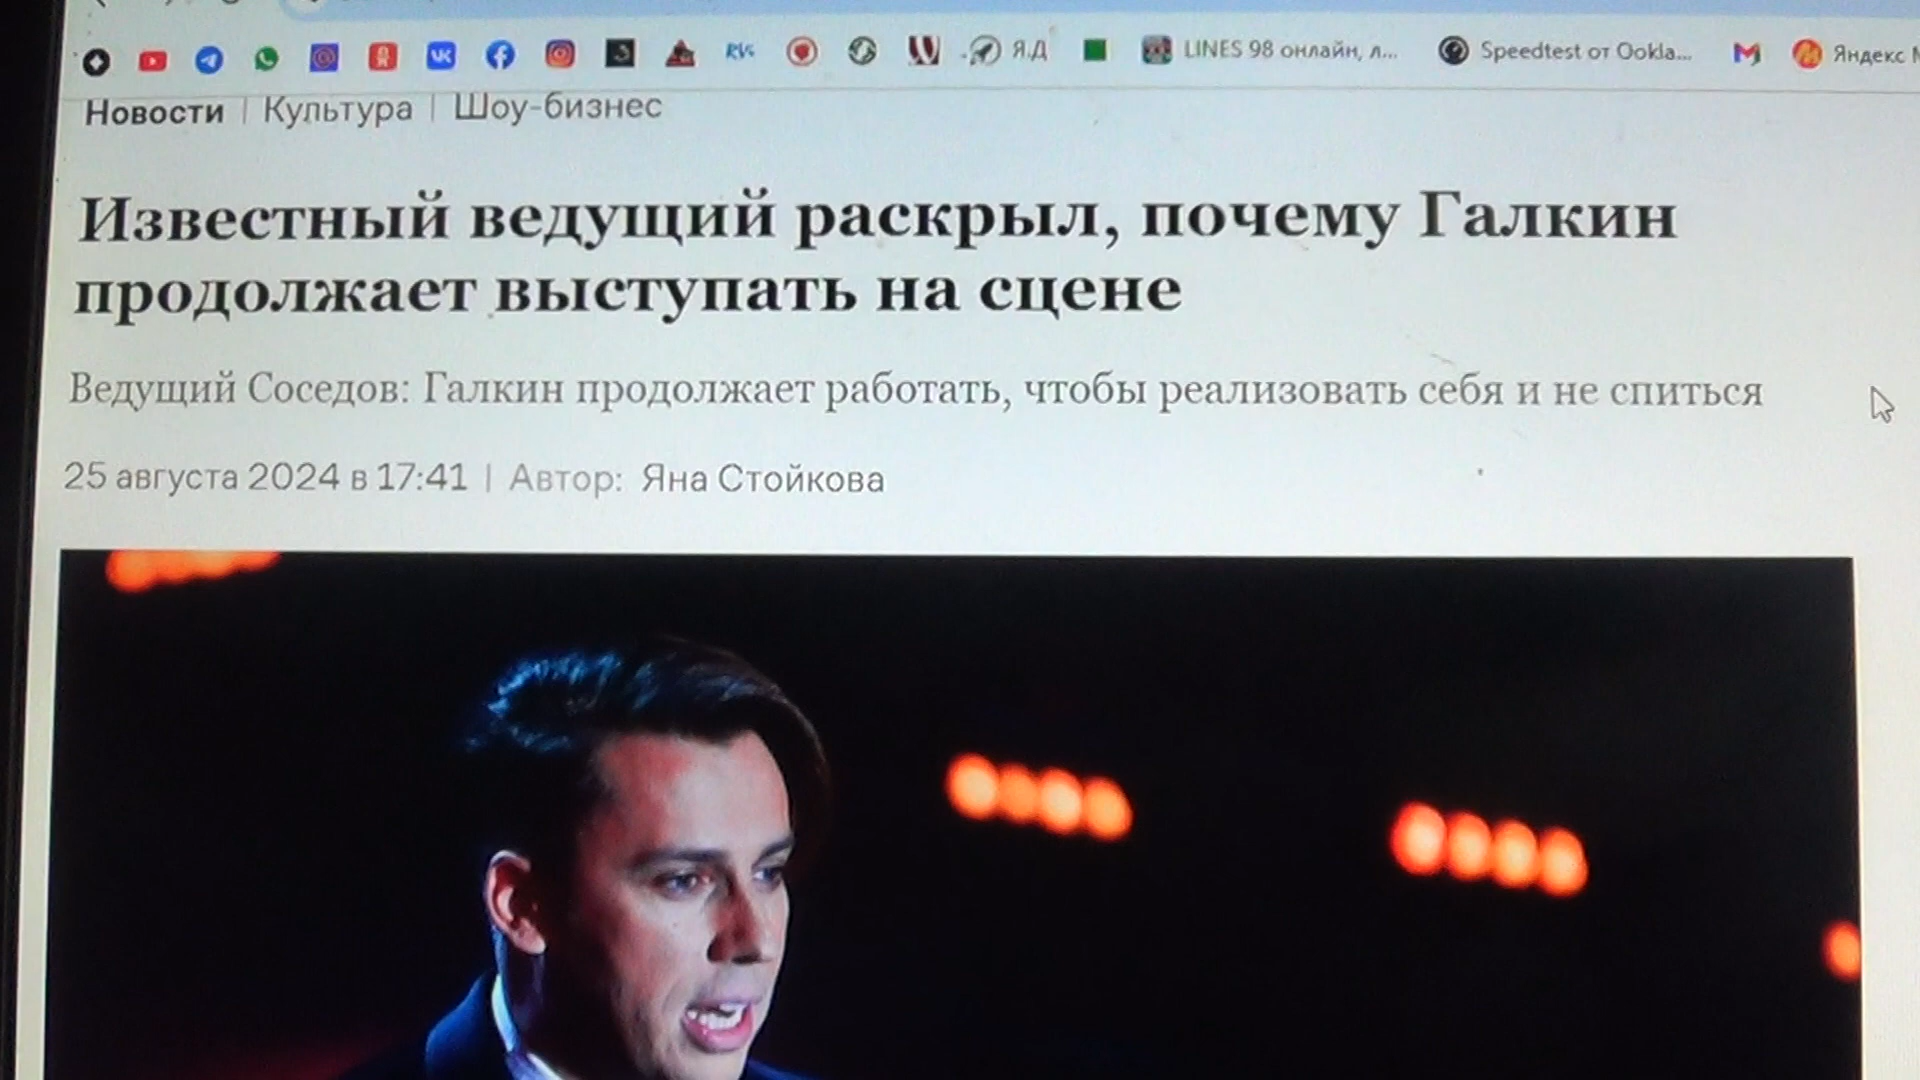 Я.Д
LINES 98 онлайн, л...
Speedtest от Ookla...
Яндекс
Новости | Культура | Шоу-бизнес
Известный ведущий раскрыл, почему Галкин
продолжает выступать на сцене
Ведущий Соседов: Галкин продолжает работать, чтобы реализовать себя и не спиться
25 августа 2024 в 17:41 | Автор: Яна Стойкова